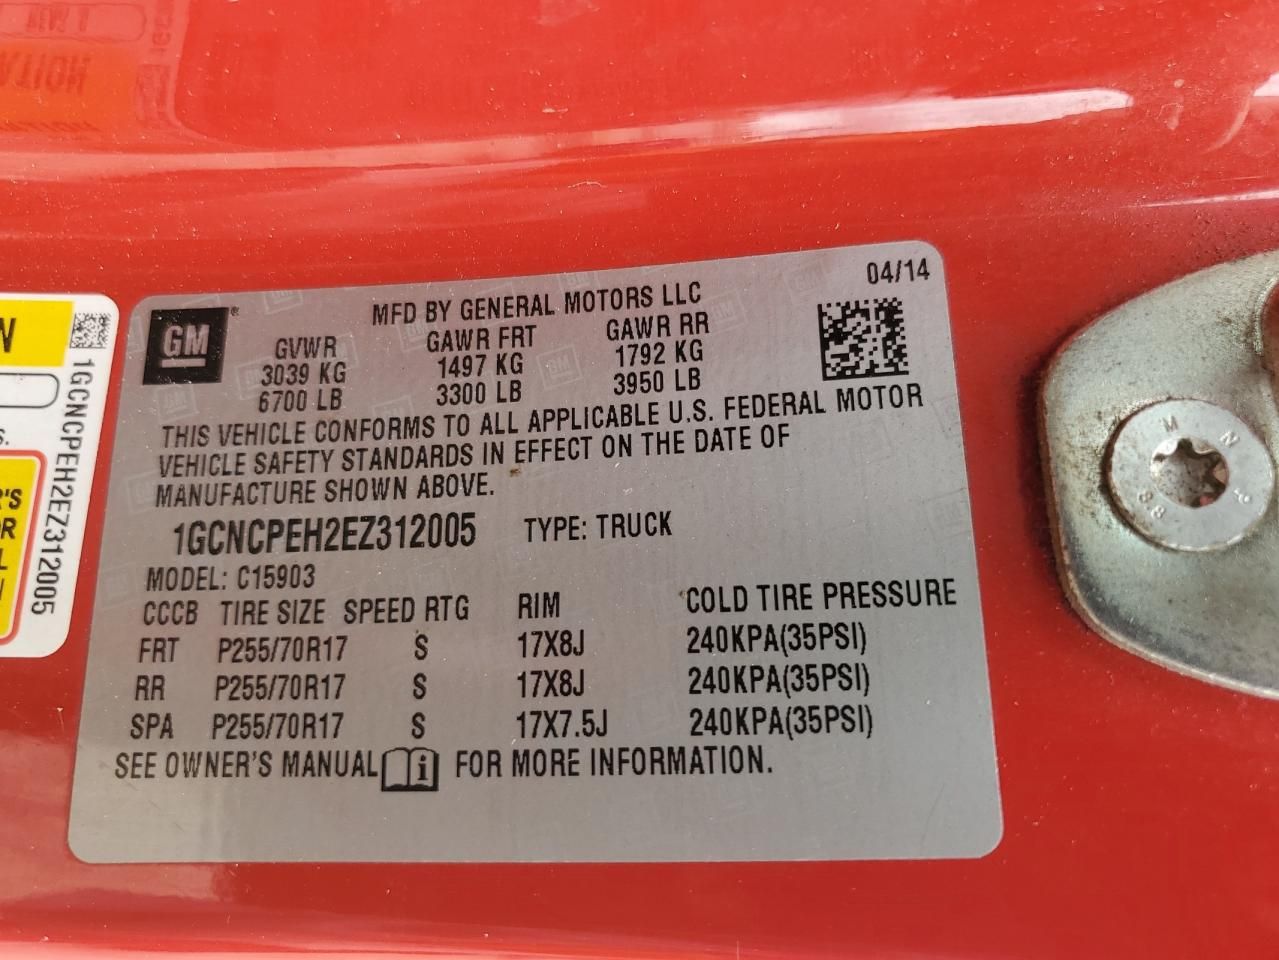 04/14
MFD BY GENERAL MOTORS LLC
GM
GVWR GAWR FRT GAWR RR
3039 KG 1497 KG 1792 KG
6700 LB 3300 LB 3950 LB
THIS VEHICLE CONFORMS TO ALL APPLICABLE U.S. FEDERAL MOTOR
VEHICLE SAFETY STANDARDS IN EFFECT ON THE DATE OF
MANUFACTURE SHOWN ABOVE.
1GCNCPEH2EZ312005 TYPE: TRUCK
MODEL: C15903
CCCB TIRE SIZE SPEED RTG RIM COLD TIRE PRESSURE
FRT P255/70R17 S 17X8J 240KPA(35PSI)
RR P255/70R17 S 17X8J 240KPA(35PSI)
SPA P255/70R17 S 17X7.5J 240KPA(35PSI)
SEE OWNER'S MANUAL i FOR MORE INFORMATION.
1GCNCPEH2EZ312005
N
S.
R'S
OR
L
M N
8 8